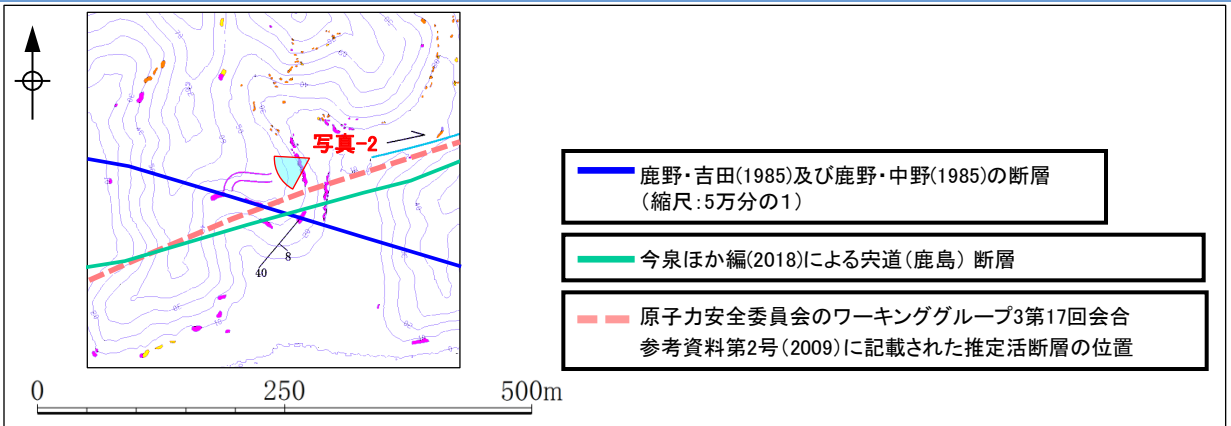 写真-2
8
40
鹿野・吉田(1985)及び鹿野・中野(1985)の断層
(縮尺:5万分の1)
今泉ほか編(2018)による宍道(鹿島) 断層
原子力安全委員会のワーキンググループ3第17回会合
参考資料第2号(2009)に記載された推定活断層の位置
0 250 500m